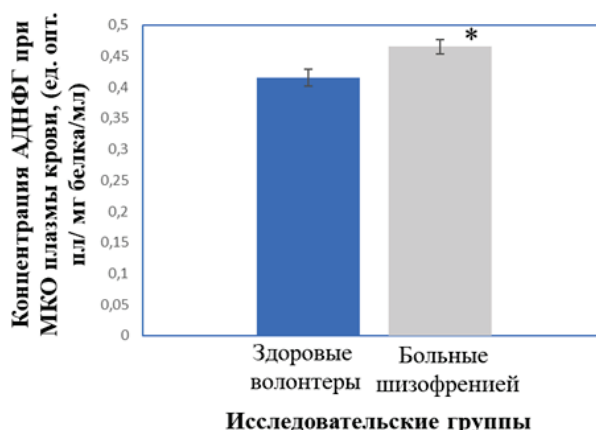 Концентрация АДНФГ при
МКО плазмы крови, (ед. опт.
пл/ мг белка/мл)
0,5
0,45
0,4
0,35
0,3
0,25
0,2
0,15
0,1
0,05
0
*
Здоровые
волонтеры
Больные
шизофренией
Исследовательские группы